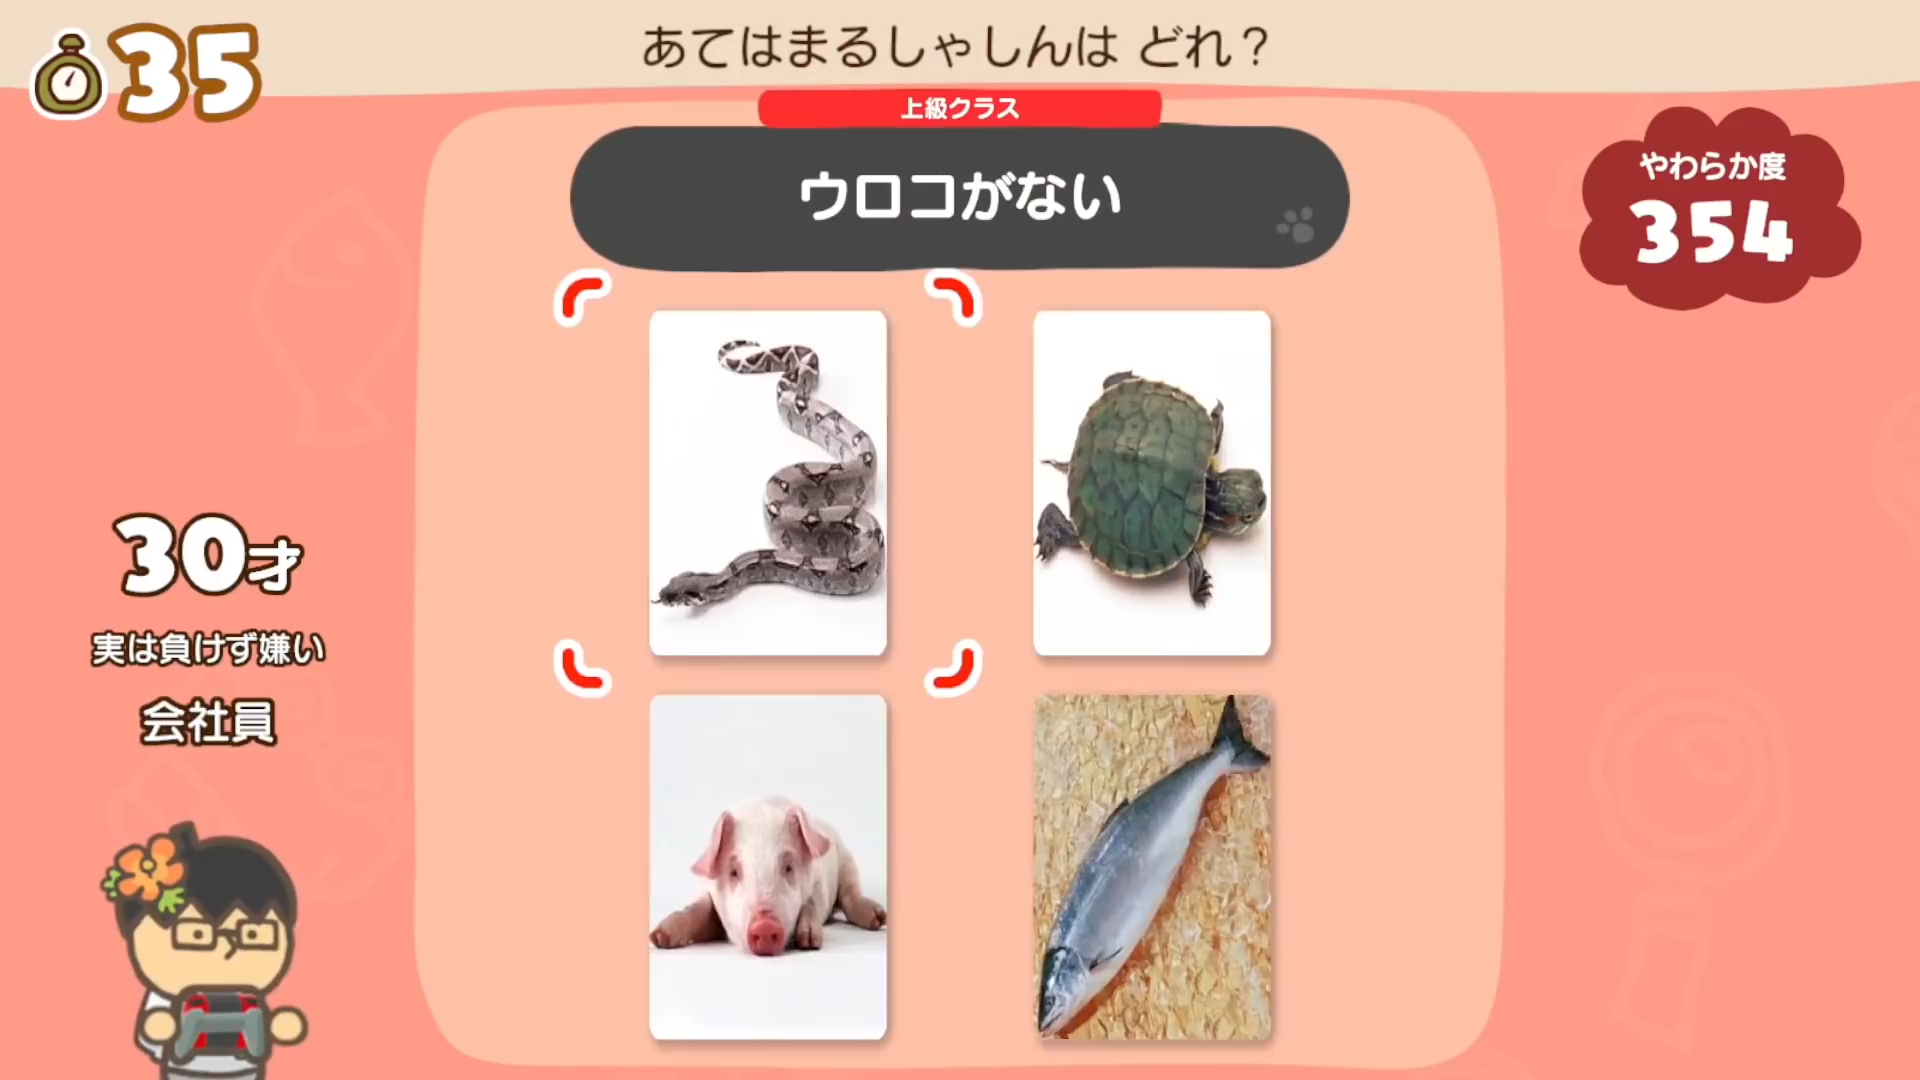 あてはまるしゃしんは どれ？
35
上級クラス
ウロコがない
やわらか度
354
30才
実は負けず嫌い
会社員